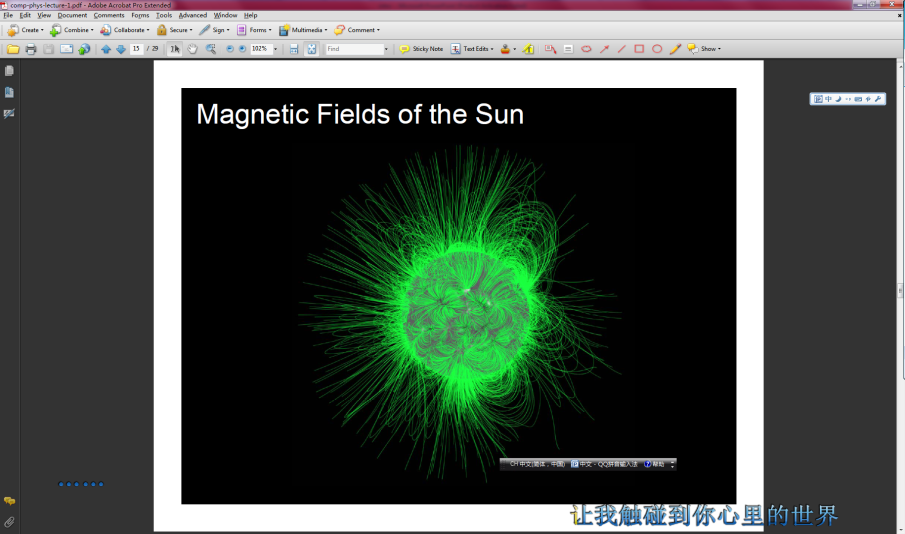 comp-phys-lecture-1.pdf - Adobe Acrobat Pro Extended
File Edit View Document Comments Forms Tools Advanced Window Help
Create Combine Collaborate Secure Sign Forms Multimedia Comment
15 / 29 102% Find Sticky Note Text Edits Show
中
Magnetic Fields of the Sun
CH 中文(简体，中国) 中文 - QQ拼音输入法 帮助
让我触碰到你心里的世界